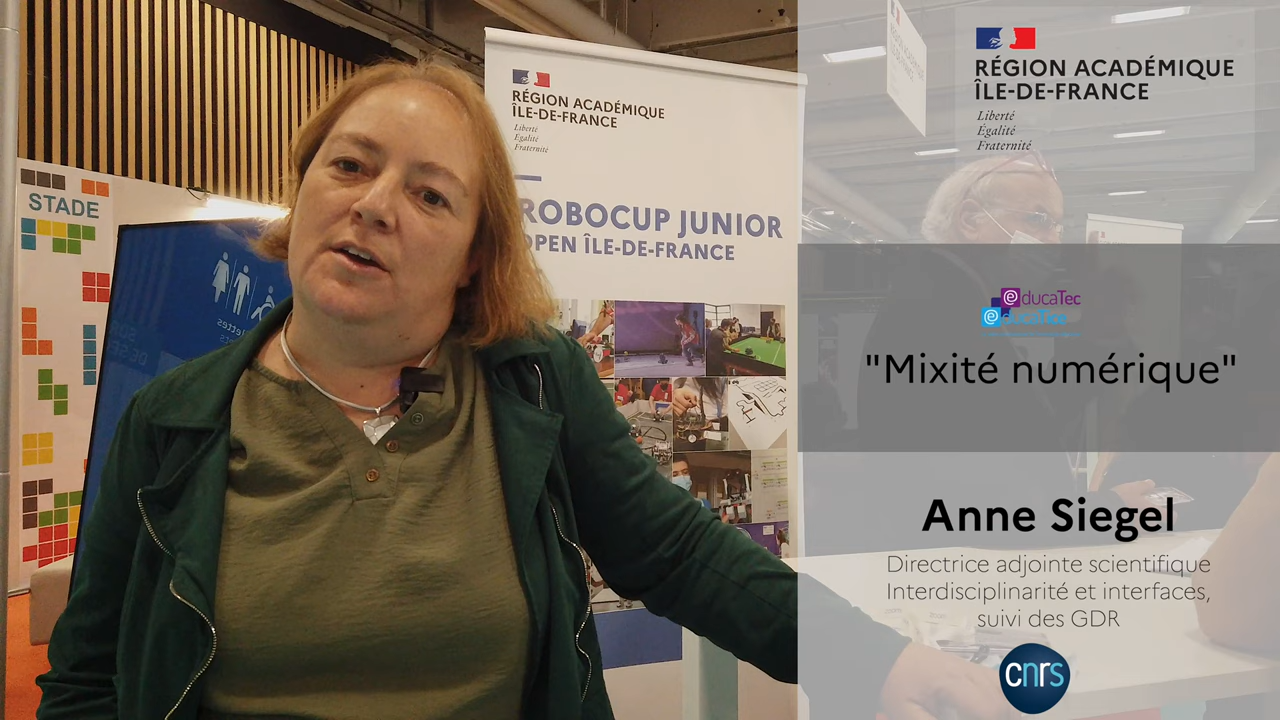 STADE
RÉGION ACADÉMIQUE
ÎLE-DE-FRANCE
Liberté
Égalité
Fraternité
ROBOCUP JUNIOR
OPEN ÎLE-DE-FRANCE
RÉGION ACADÉMIQUE
ÎLE-DE-FRANCE
Liberté
Égalité
Fraternité
educaTec
educaTice
"Mixité numérique"
Anne Siegel
Directrice adjointe scientifique
Interdisciplinarité et interfaces,
suivi des GDR
cnrs